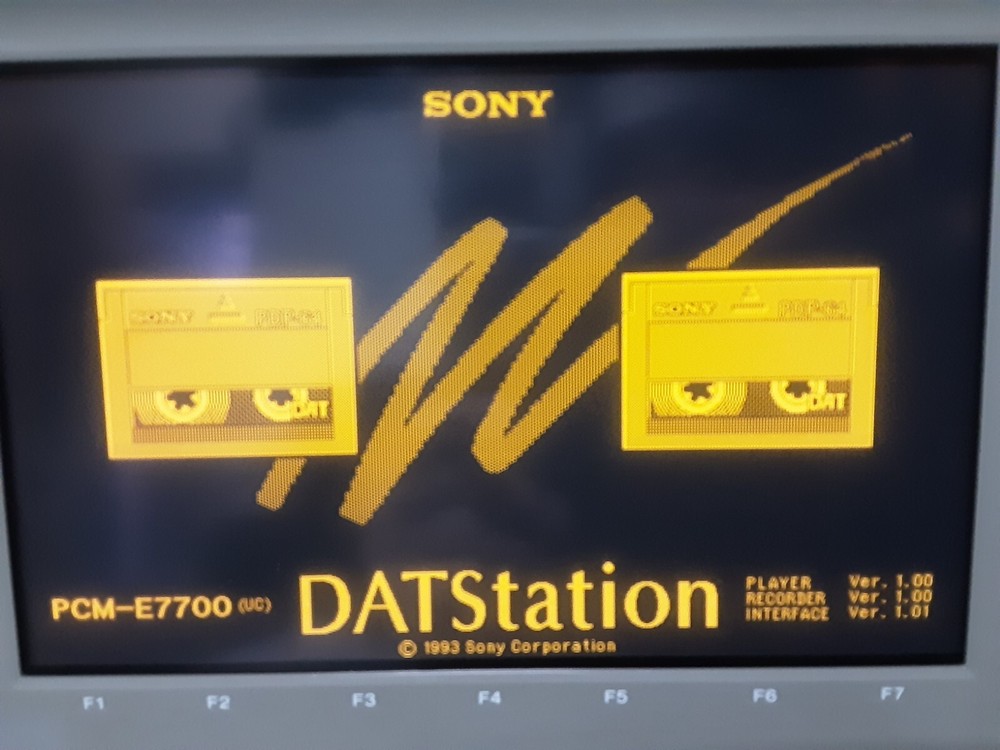 SONY
SONY
DAT
SONY
DAT
PCM-E7700 (UC)
DATStation
PLAYER Ver. 1.00
RECORDER Ver. 1.00
INTERFACE Ver. 1.01
© 1993 Sony Corporation
F1 F2 F3 F4 F5 F6 F7